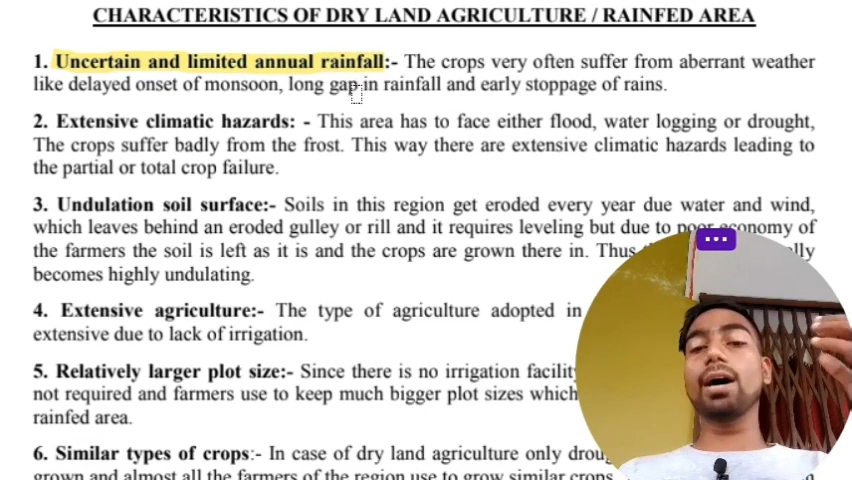 CHARACTERISTICS OF DRY LAND AGRICULTURE / RAINFED AREA
1. Uncertain and limited annual rainfall:- The crops very often suffer from aberrant weather
like delayed onset of monsoon, long gap in rainfall and early stoppage of rains.
2. Extensive climatic hazards: - This area has to face either flood, water logging or drought,
The crops suffer badly from the frost. This way there are extensive climatic hazards leading to
the partial or total crop failure.
3. Undulation soil surface:- Soils in this region get eroded every year due water and wind,
which leaves behind an eroded gulley or rill and it requires leveling but due to poor economy of
the farmers the soil is left as it is and the crops are grown there in. Thus
becomes highly undulating.
4. Extensive agriculture:- The type of agriculture adopted in
extensive due to lack of irrigation.
5. Relatively larger plot size:- Since there is no irrigation
not required and farmers use to keep much bigger plot sizes which
rainfed area.
6. Similar types of crops:- In case of dry land agriculture only
grown and almost all the farmers of the region use to grow similar crops